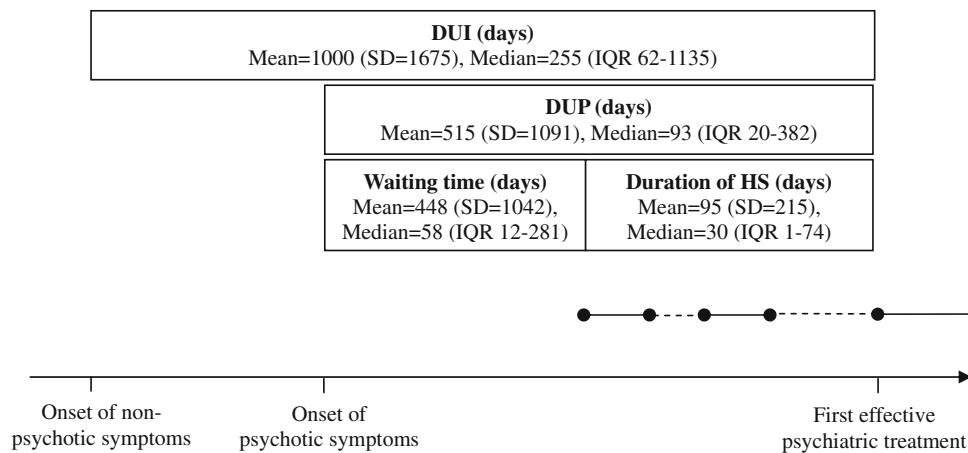 DUI (days)
Mean=1000 (SD=1675), Median=255 (IQR 62-1135)
DUP (days)
Mean=515 (SD=1091), Median=93 (IQR 20-382)
Waiting time (days)
Mean=448 (SD=1042),
Median=58 (IQR 12-281)
Duration of HS (days)
Mean=95 (SD=215),
Median=30 (IQR 1-74)
Onset of non-
psychotic symptoms
Onset of
psychotic symptoms
First effective
psychiatric treatment